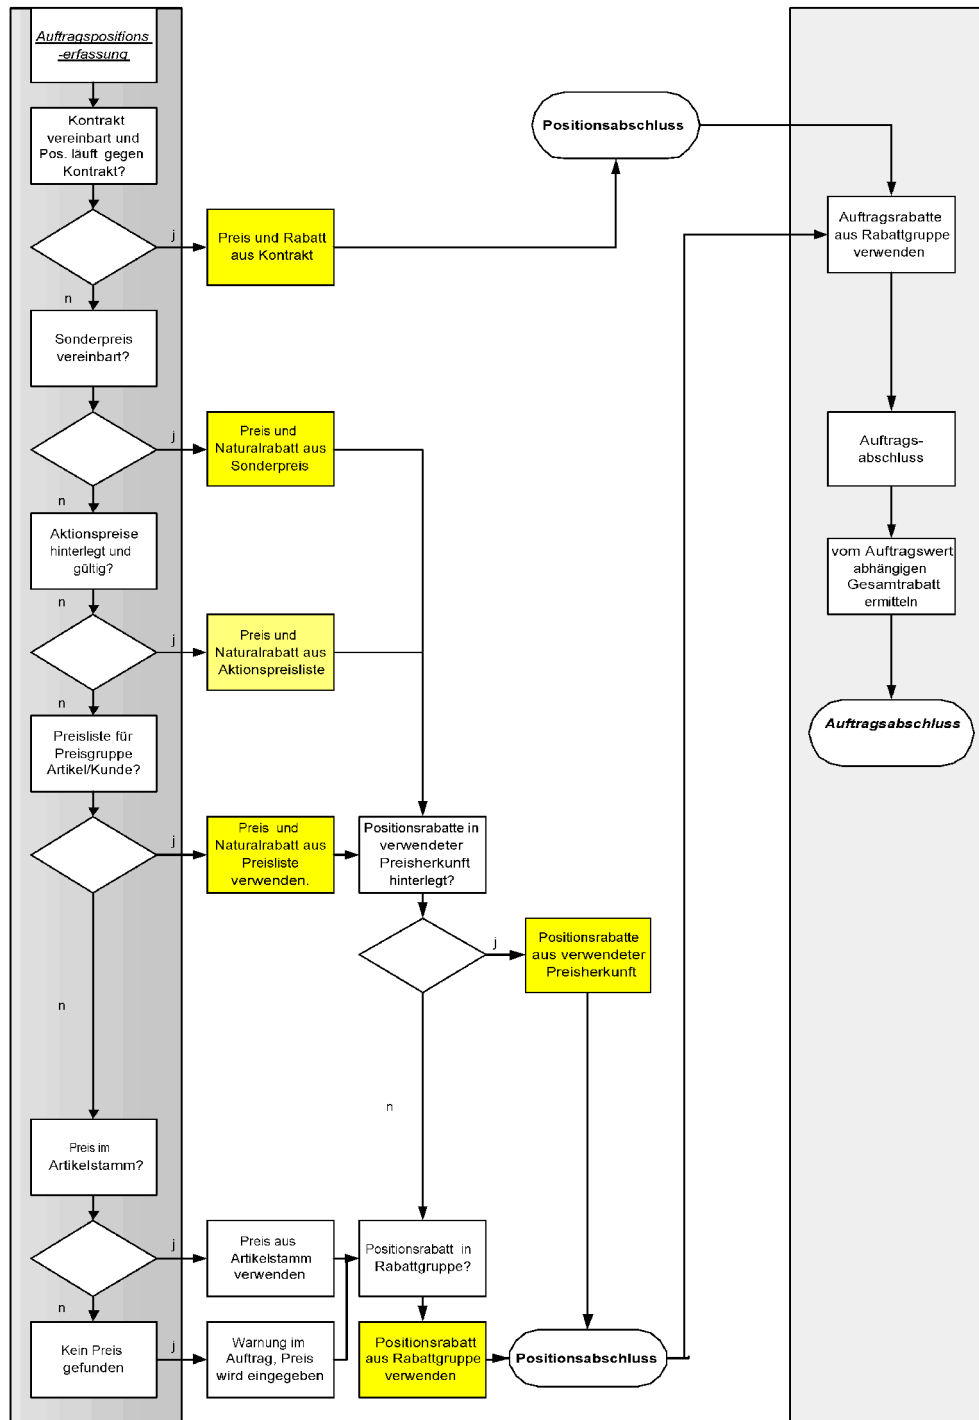 Auftragspositions
-erfassung
Kontrakt
vereinbart und
Pos. läuft gegen
Kontrakt?
j
n
Preis und Rabatt
aus Kontrakt
Positionsabschluss
Auftragsrabatte
aus Rabattgruppe
verwenden
Sonderpreis
vereinbart?
j
n
Preis und
Naturalrabatt aus
Sonderpreis
Auftrags-
abschluss
Aktionspreise
hinterlegt und
gültig?
n
j
n
Preis und
Naturalrabatt aus
Aktionspreisliste
vom Auftragswert
abhängigen
Gesamtrabatt
ermitteln
Auftragsabschluss
Preisliste für
Preisgruppe
Artikel/Kunde?
j
n
Preis und
Naturalrabatt aus
Preisliste
verwenden.
Positionsrabatte in
verwendeter
Preisherkunft
hinterlegt?
j
n
Positionsrabatte
aus verwendeter
Preisherkunft
Preis im
Artikelstamm?
j
n
Preis aus
Artikelstamm
verwenden
Positionsrabatt in
Rabattgruppe?
Kein Preis
gefunden
j
Warnung im
Auftrag, Preis
wird eingegeben
Positionsrabatt
aus Rabattgruppe
verwenden
Positionsabschluss